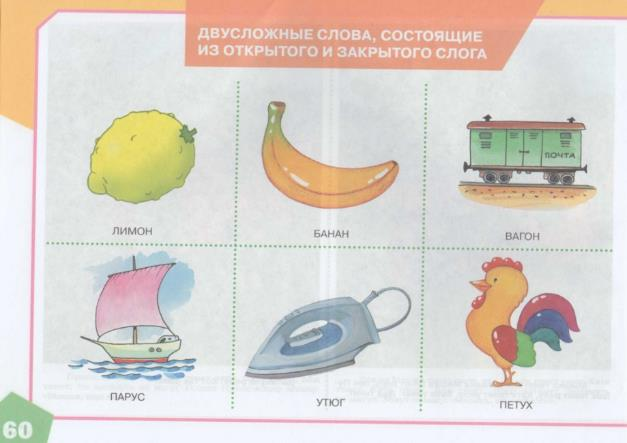 ДВУСЛОЖНЫЕ СЛОВА, СОСТОЯЩИЕ
ИЗ ОТКРЫТОГО И ЗАКРЫТОГО СЛОГА
ПОЧТА
ЛИМОН
БАНАН
ВАГОН
ПАРУС
УТЮГ
ПЕТУХ
60